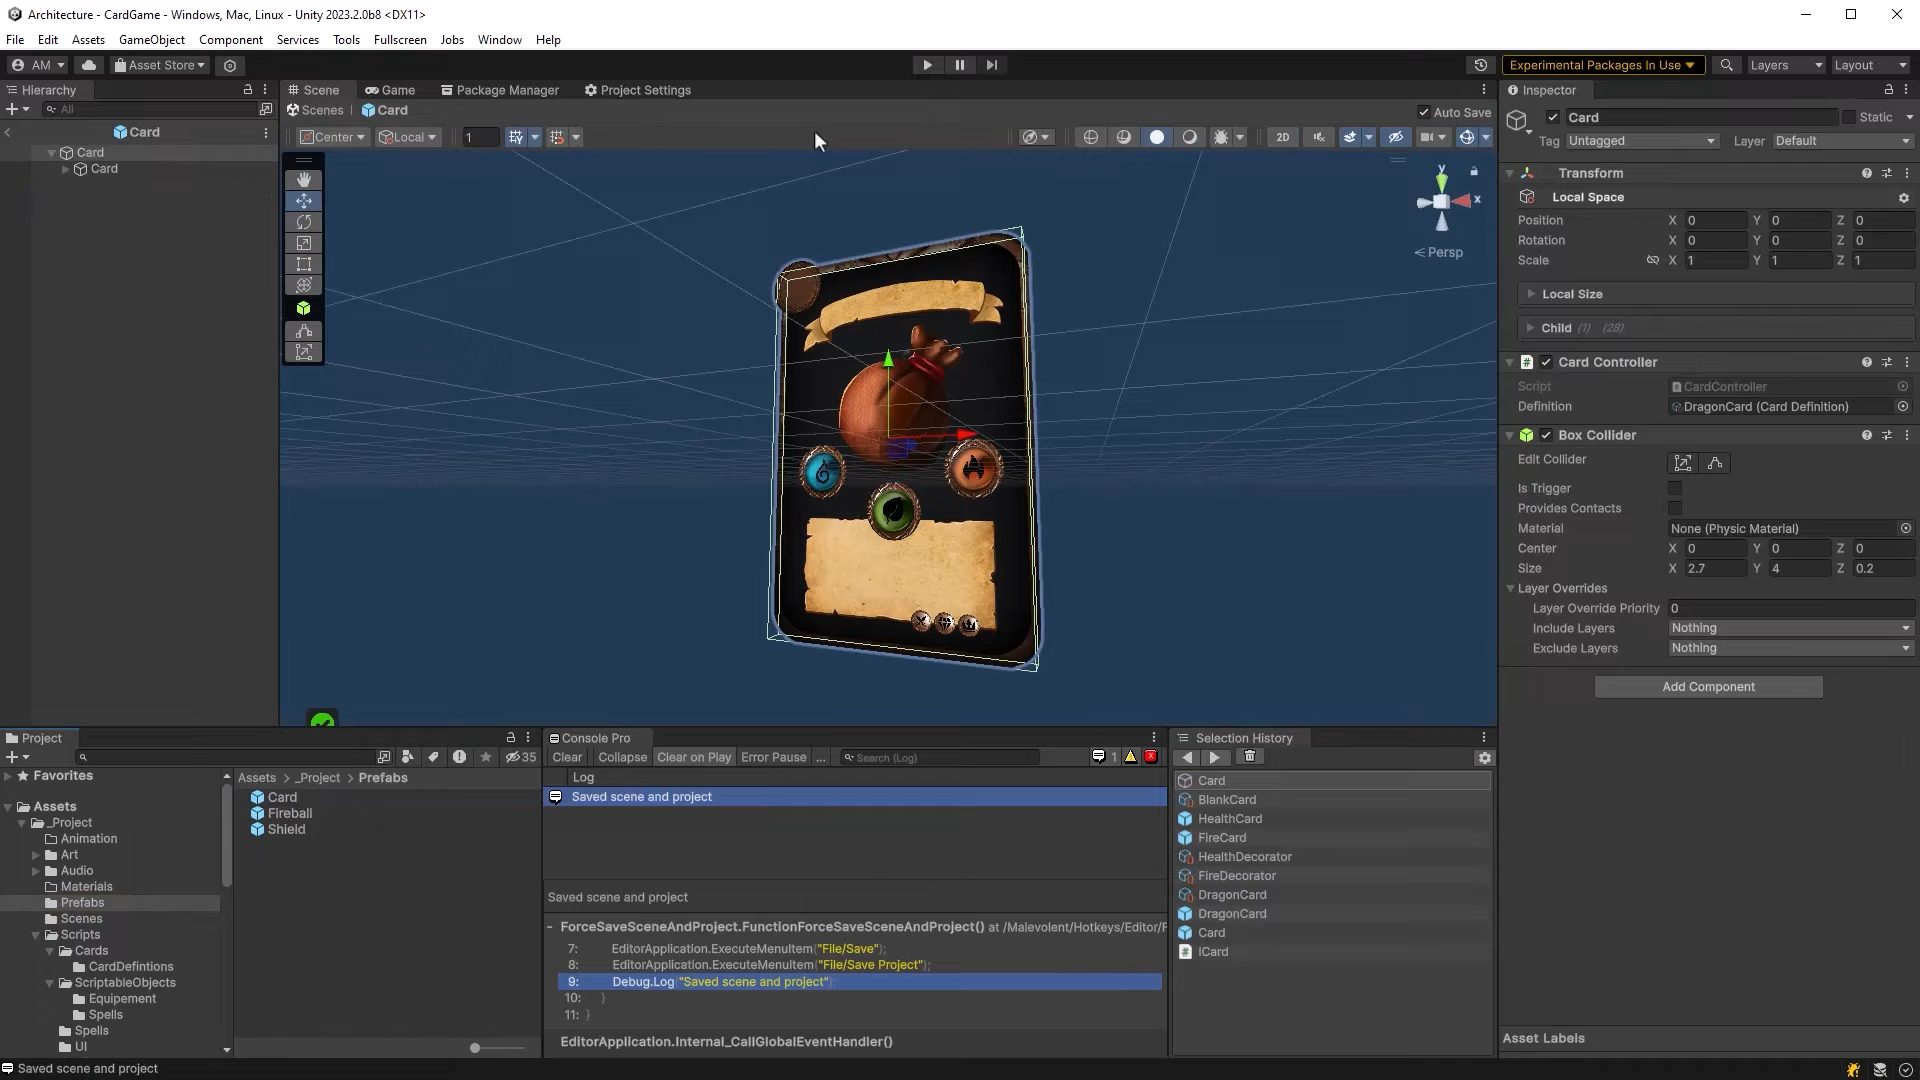 Architecture - CardGame - Windows, Mac, Linux - Unity 2023.2.0b8 <DX11>
File Edit Assets GameObject Component Services Tools Fullscreen Jobs Window Help
AM Asset Store Experimental Packages In Use Layers Layout
Hierarchy Scene Game Package Manager Project Settings Inspector
All Scenes Card Auto Save Card Static
Card Center Local 1 2D Tag Untagged Layer Default
Card
Card
Transform
Local Space
Position X 0 Y 0 Z 0
Rotation X 0 Y 0 Z 0
Scale X 1 Y 1 Z 1
y
x
Persp
Local Size
Child (1) (28)
Card Controller
Script CardController
Definition DragonCard (Card Definition)
Box Collider
Edit Collider
Is Trigger
Provides Contacts
Material None (Physic Material)
Center X 0 Y 0 Z 0
Size X 2.7 Y 4 Z 0.2
Layer Overrides
Layer Override Priority 0
Include Layers Nothing
Exclude Layers Nothing
Add Component
Project
35
Favorites
Assets
_Project
Animation
Art
Audio
Materials
Prefabs
Scenes
Scripts
Cards
CardDefintions
ScriptableObjects
Equipement
Spells
Spells
UI
Assets > _Project > Prefabs
Card
Fireball
Shield
Console Pro
Clear Collapse Clear on Play Error Pause ... Search (Log) 1
Log
Saved scene and project
Saved scene and project
ForceSaveSceneAndProject.FunctionForceSaveSceneAndProject() at /Malevolent/Hotkeys/Editor/F
7: EditorApplication.ExecuteMenuItem("File/Save");
8: EditorApplication.ExecuteMenuItem("File/Save Project");
9: Debug.Log("Saved scene and project");
10: }
11: }
EditorApplication.Internal_CallGlobalEventHandler()
Selection History
Card
BlankCard
HealthCard
FireCard
HealthDecorator
FireDecorator
DragonCard
DragonCard
Card
ICard
Asset Labels
Saved scene and project